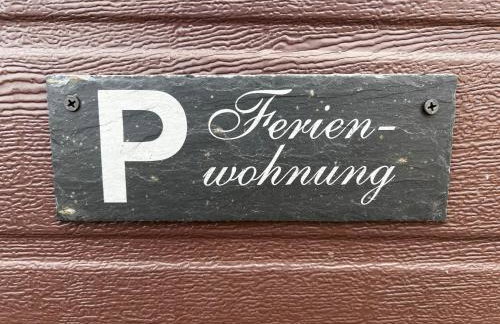 P Ferien-
wohnung